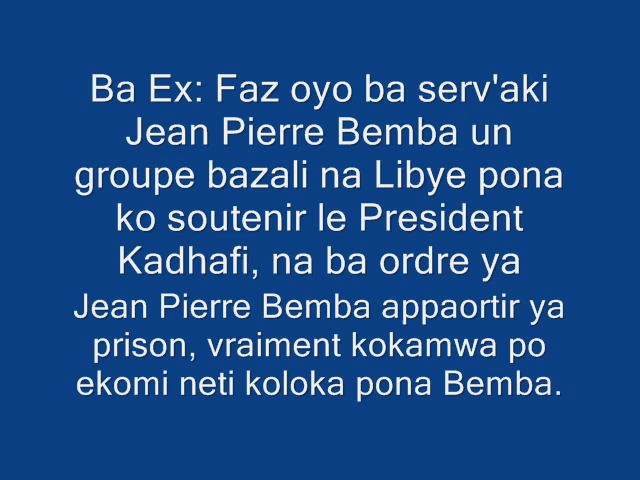 Ba Ex: Faz oyo ba serv'aki
Jean Pierre Bemba un
groupe bazali na Libye pona
ko soutenir le President
Kadhafi, na ba ordre ya
Jean Pierre Bemba appaortir ya
prison, vraiment kokamwa po
ekomi neti koloka pona Bemba.